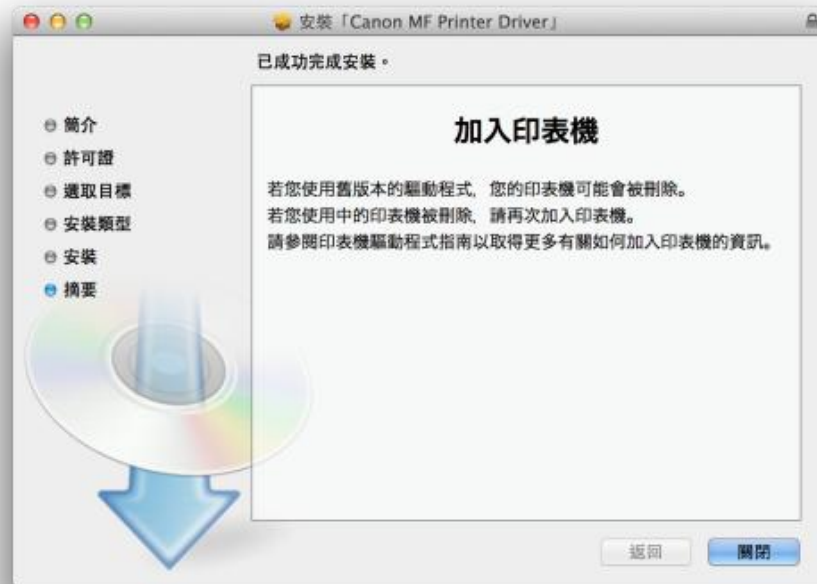 安裝「Canon MF Printer Driver」
已成功完成安裝。
簡介
許可證
選取目標
安裝類型
安裝
摘要
加入印表機
若您使用舊版本的驅動程式，您的印表機可能會被刪除。
若您使用中的印表機被刪除，請再次加入印表機。
請參閱印表機驅動程式指南以取得更多有關如何加入印表機的資訊。
返回
關閉